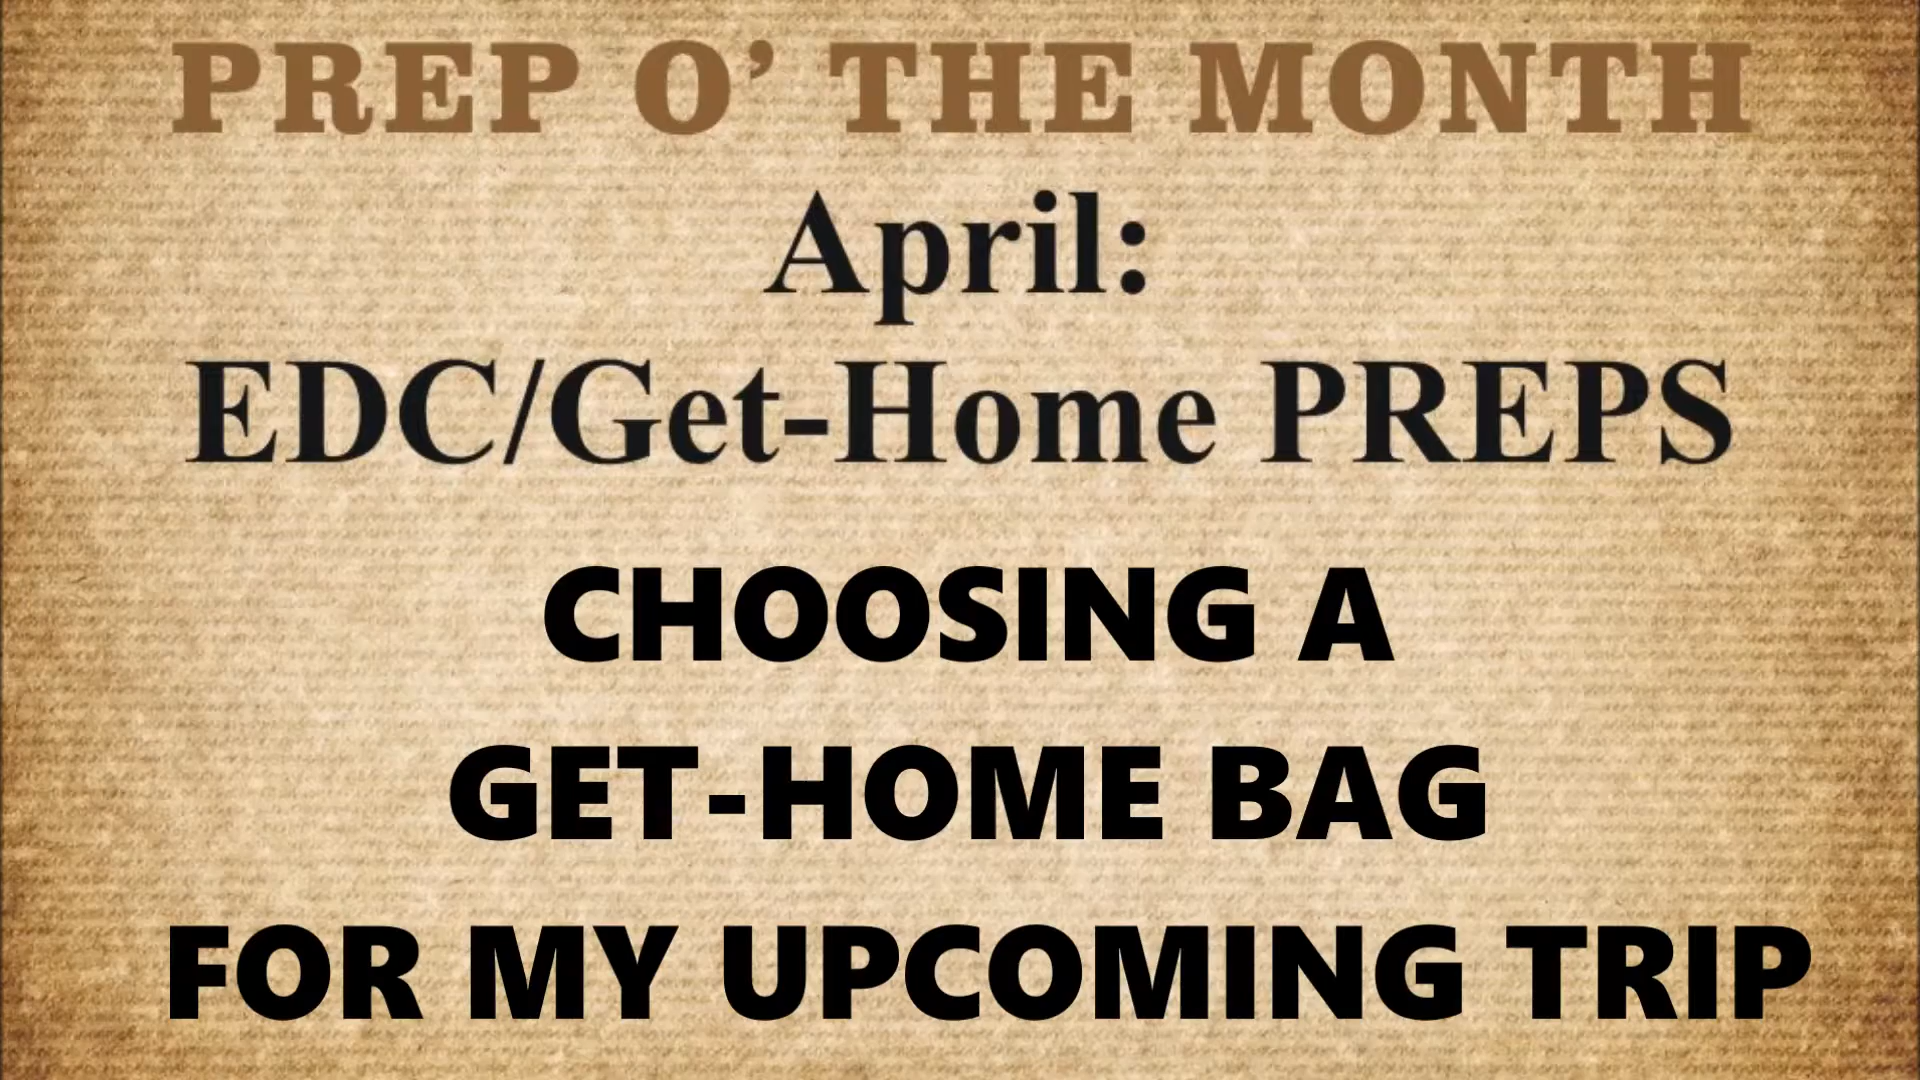 PREP O’ THE MONTH
April:
EDC/Get-Home PREPS
CHOOSING A
GET-HOME BAG
FOR MY UPCOMING TRIP